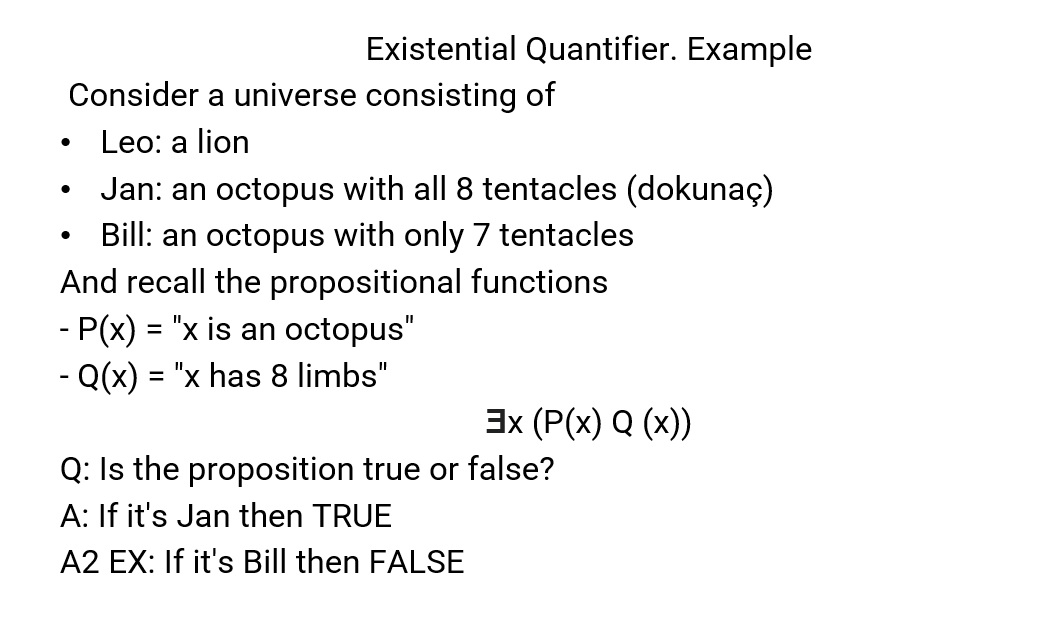 Existential Quantifier. Example
Consider a universe consisting of
• Leo: a lion
• Jan: an octopus with all 8 tentacles (dokunaç)
• Bill: an octopus with only 7 tentacles
And recall the propositional functions
- P(x) = "x is an octopus"
- Q(x) = "x has 8 limbs"
∃x (P(x) Q (x))
Q: Is the proposition true or false?
A: If it's Jan then TRUE
A2 EX: If it's Bill then FALSE